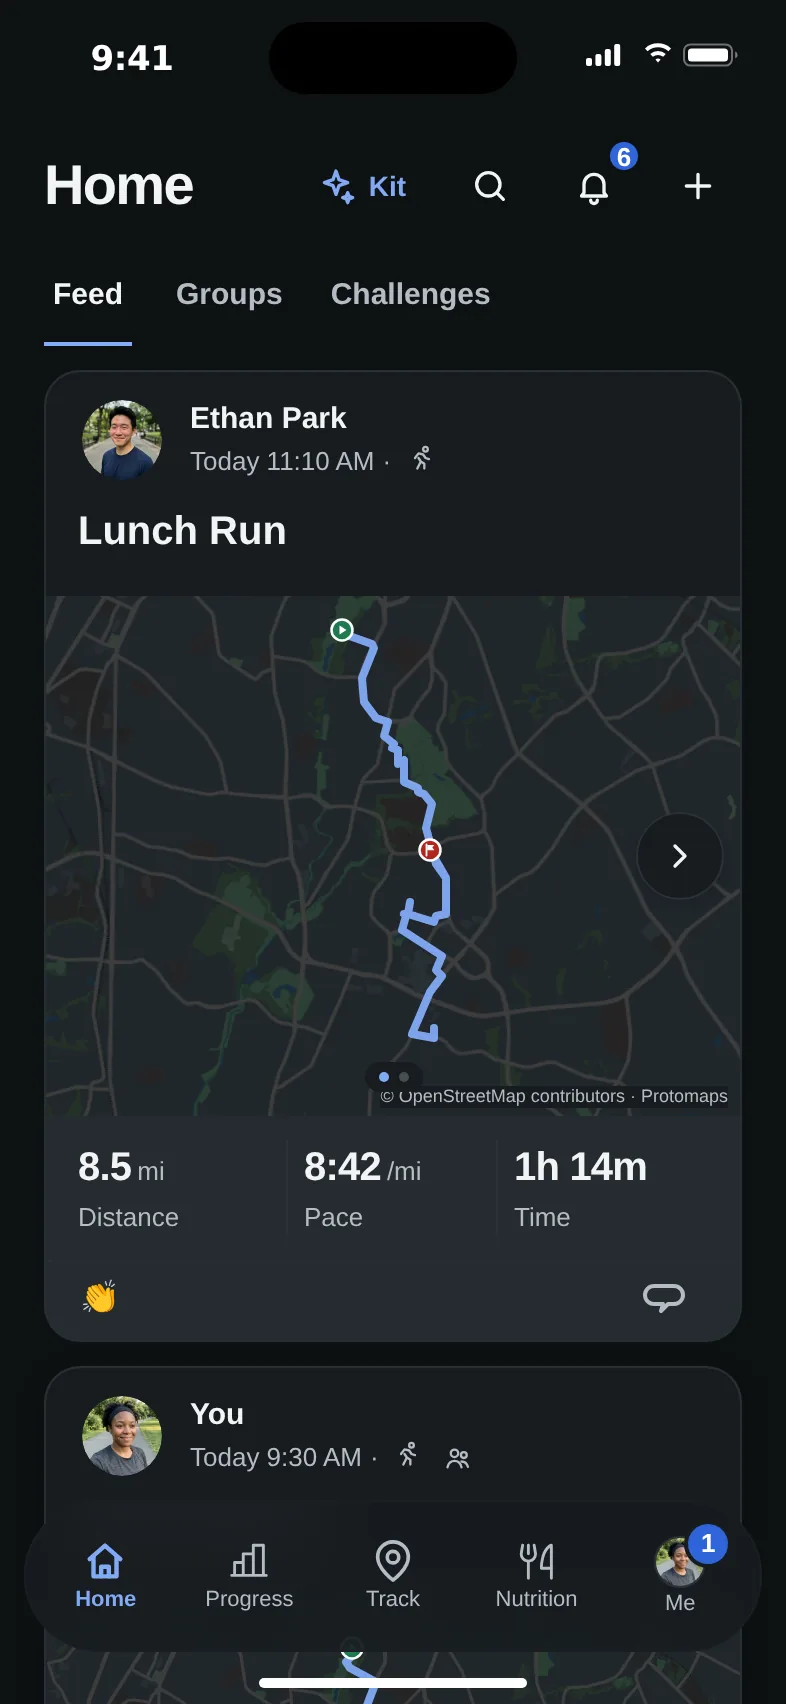 9:41
Home
Kit
6
Feed
Groups
Challenges
Ethan Park
Today 11:10 AM ·
Lunch Run
© OpenStreetMap contributors · Protomaps
8.5 mi
8:42 /mi
1h 14m
Distance
Pace
Time
You
Today 9:30 AM ·
1
Home
Progress
Track
Nutrition
Me